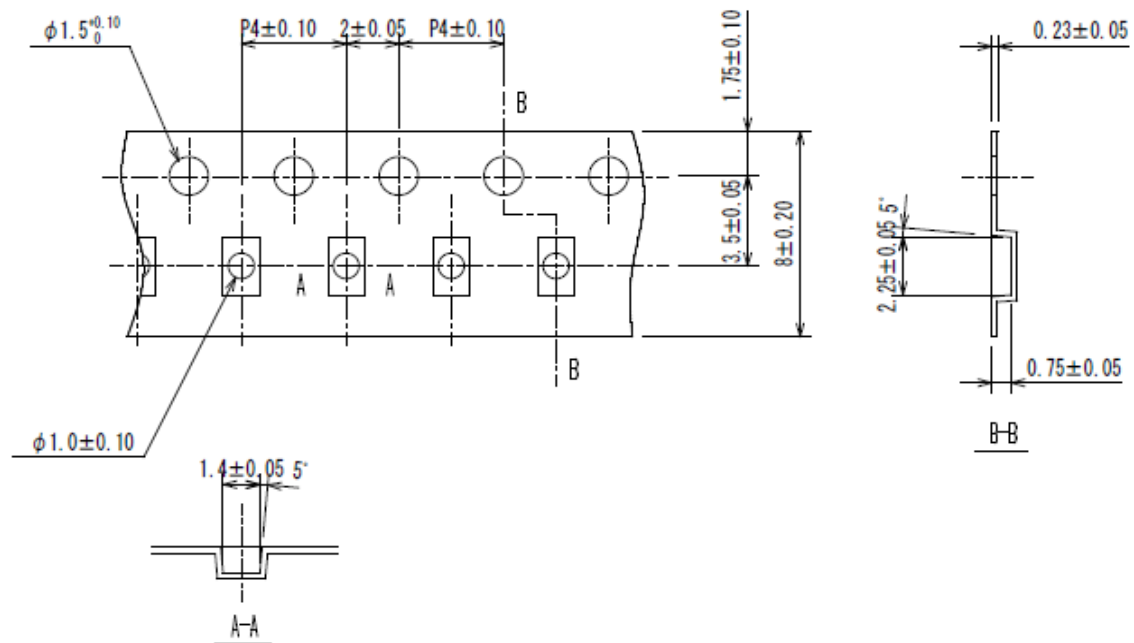 φ1.5 +0.10 0
P4±0.10
2±0.05
P4±0.10
1.75±0.10
0.23±0.05
B
3.5±0.05
8±0.20
5°
2.25±0.05
A
A
B
0.75±0.05
φ1.0±0.10
B-B
1.4±0.05
5°
A-A